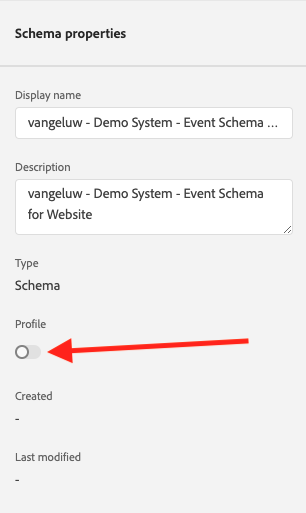 Schema properties
Display name
vangeluw - Demo System - Event Schema ...
Description
vangeluw - Demo System - Event Schema
for Website
Type
Schema
Profile
Created
-
Last modified
-